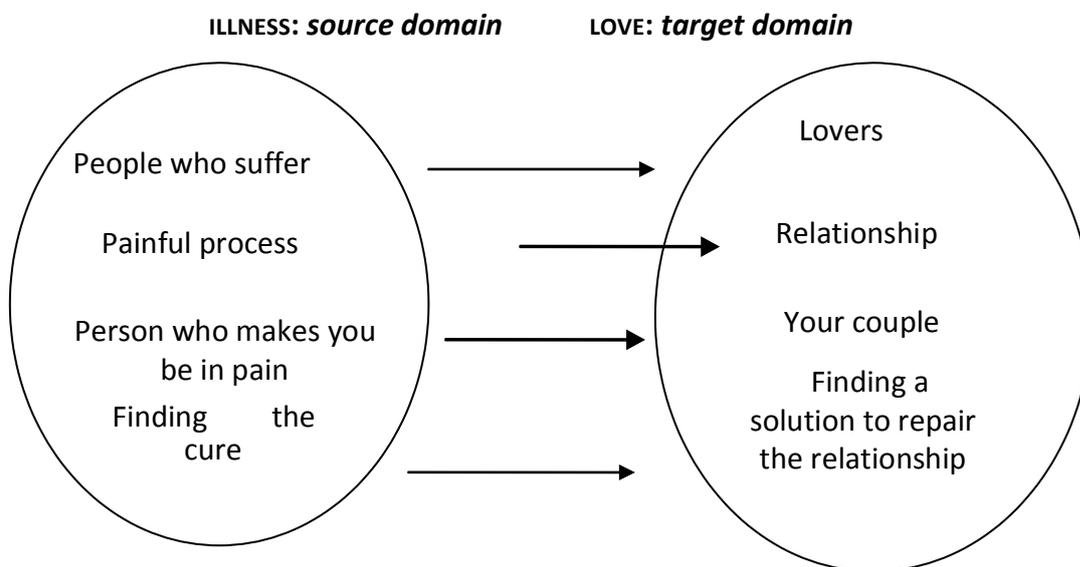 ILLNESS: source domain LOVE: target domain
People who suffer
Painful process
Person who makes you
be in pain
Finding the
cure
Lovers
Relationship
Your couple
Finding a
solution to repair
the relationship